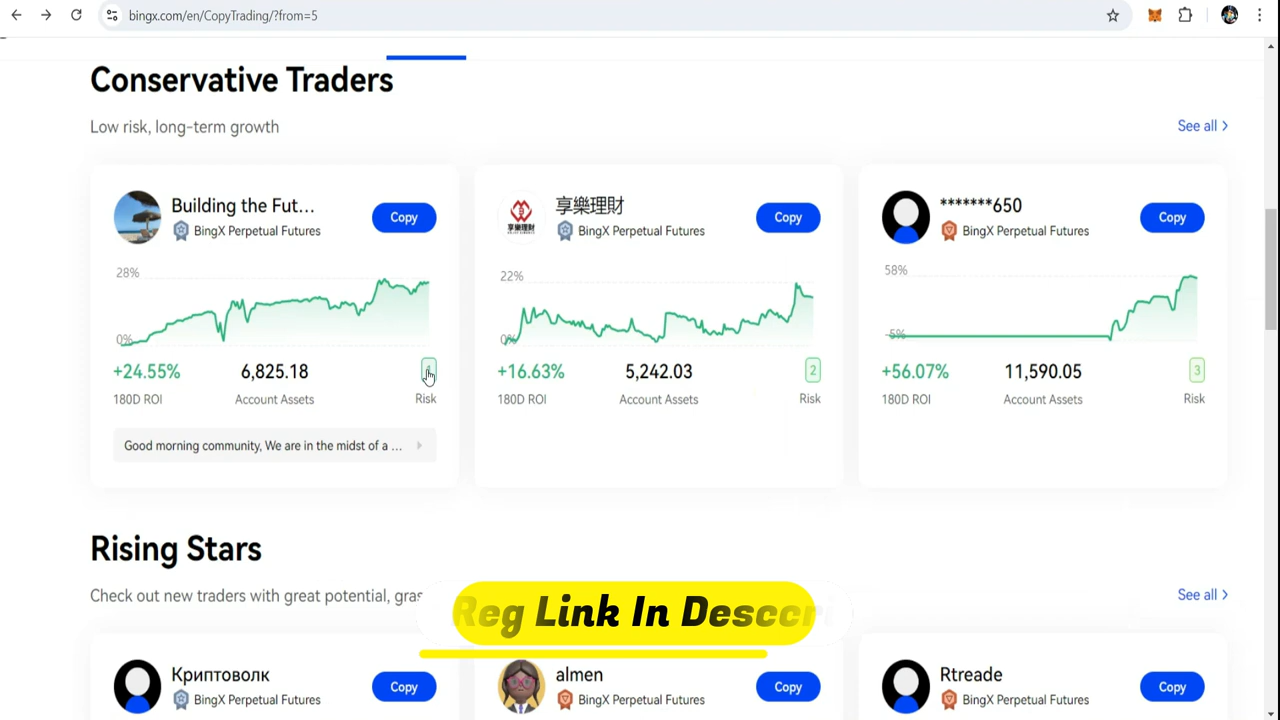 bingx.com/en/CopyTrading/?from=5
Conservative Traders
Low risk, long-term growth
See all >
Building the Fut...
BingX Perpetual Futures
Copy
28%
0%
+24.55%
6,825.18
180D ROI
Account Assets
Risk
Good morning community, We are in the midst of a ...
享樂理財
享樂理財
BingX Perpetual Futures
Copy
22%
0%
+16.63%
5,242.03
2
180D ROI
Account Assets
Risk
*******650
BingX Perpetual Futures
Copy
58%
-5%
+56.07%
11,590.05
3
180D ROI
Account Assets
Risk
Rising Stars
Check out new traders with great potential, gras
See all >
Reg Link In Desccri
Криптоволк
BingX Perpetual Futures
Copy
almen
BingX Perpetual Futures
Copy
Rtreade
BingX Perpetual Futures
Copy